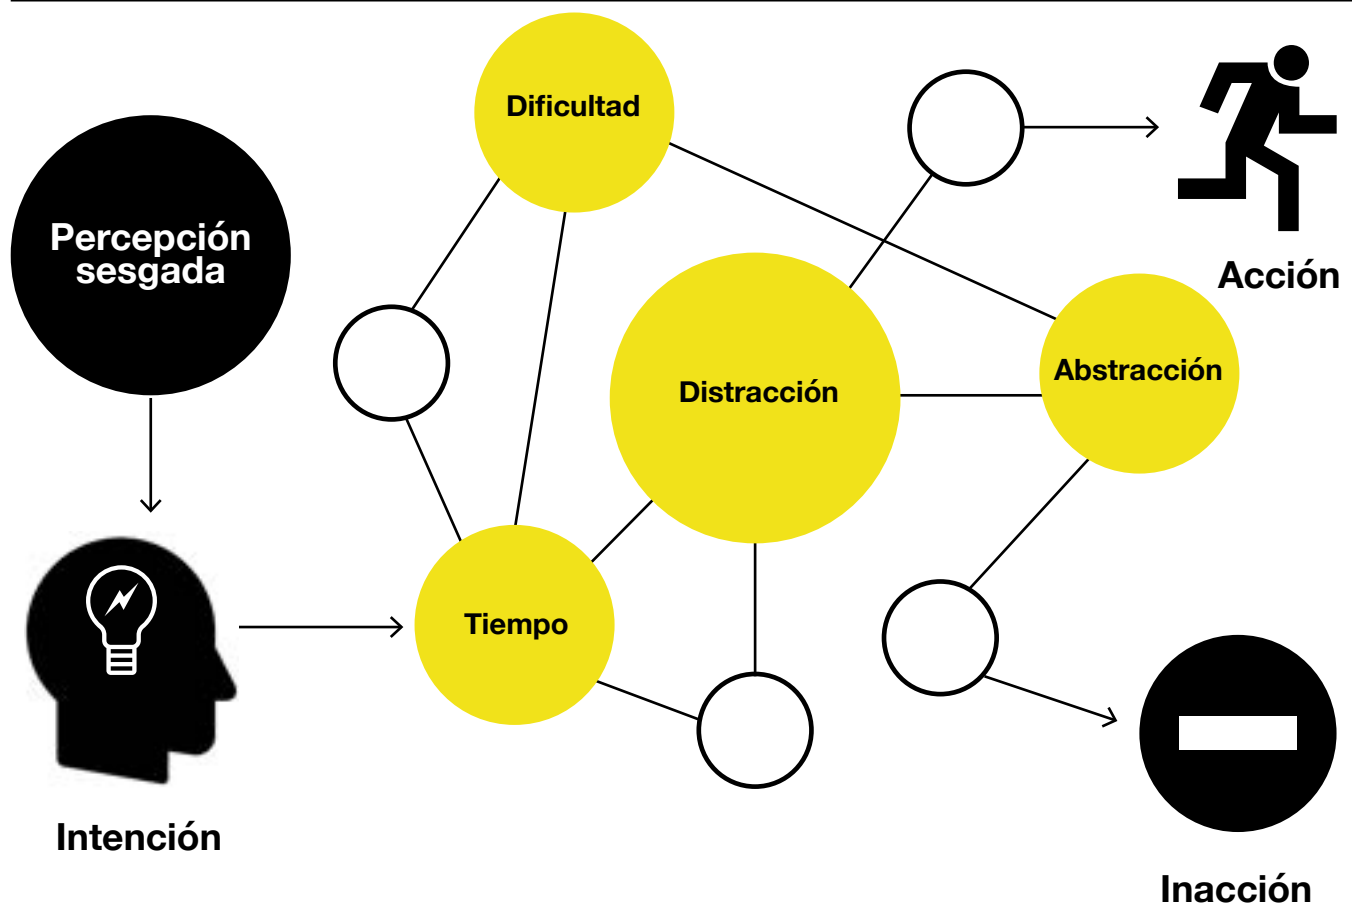 Dificultad
Percepción
sesgada
Acción
Abstracción
Distracción
Tiempo
Intención
Inacción